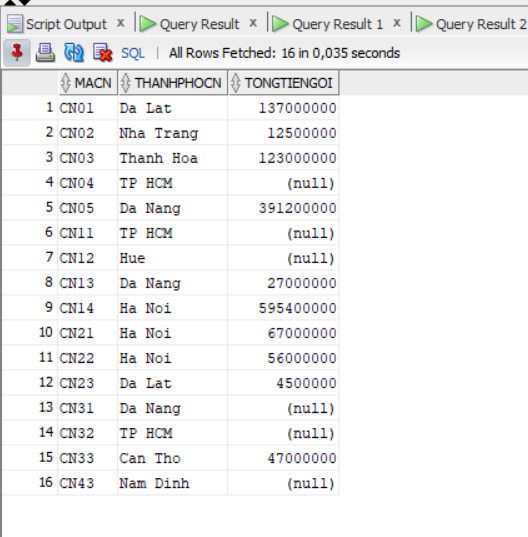 Script Output x Query Result x Query Result 1 x Query Result 2
SQL | All Rows Fetched: 16 in 0,035 seconds
MACN THANHPHOCN TONGTIENGOI
1 CN01 Da Lat 137000000
2 CN02 Nha Trang 12500000
3 CN03 Thanh Hoa 123000000
4 CN04 TP HCM (null)
5 CN05 Da Nang 391200000
6 CN11 TP HCM (null)
7 CN12 Hue (null)
8 CN13 Da Nang 27000000
9 CN14 Ha Noi 595400000
10 CN21 Ha Noi 67000000
11 CN22 Ha Noi 56000000
12 CN23 Da Lat 4500000
13 CN31 Da Nang (null)
14 CN32 TP HCM (null)
15 CN33 Can Tho 47000000
16 CN43 Nam Dinh (null)